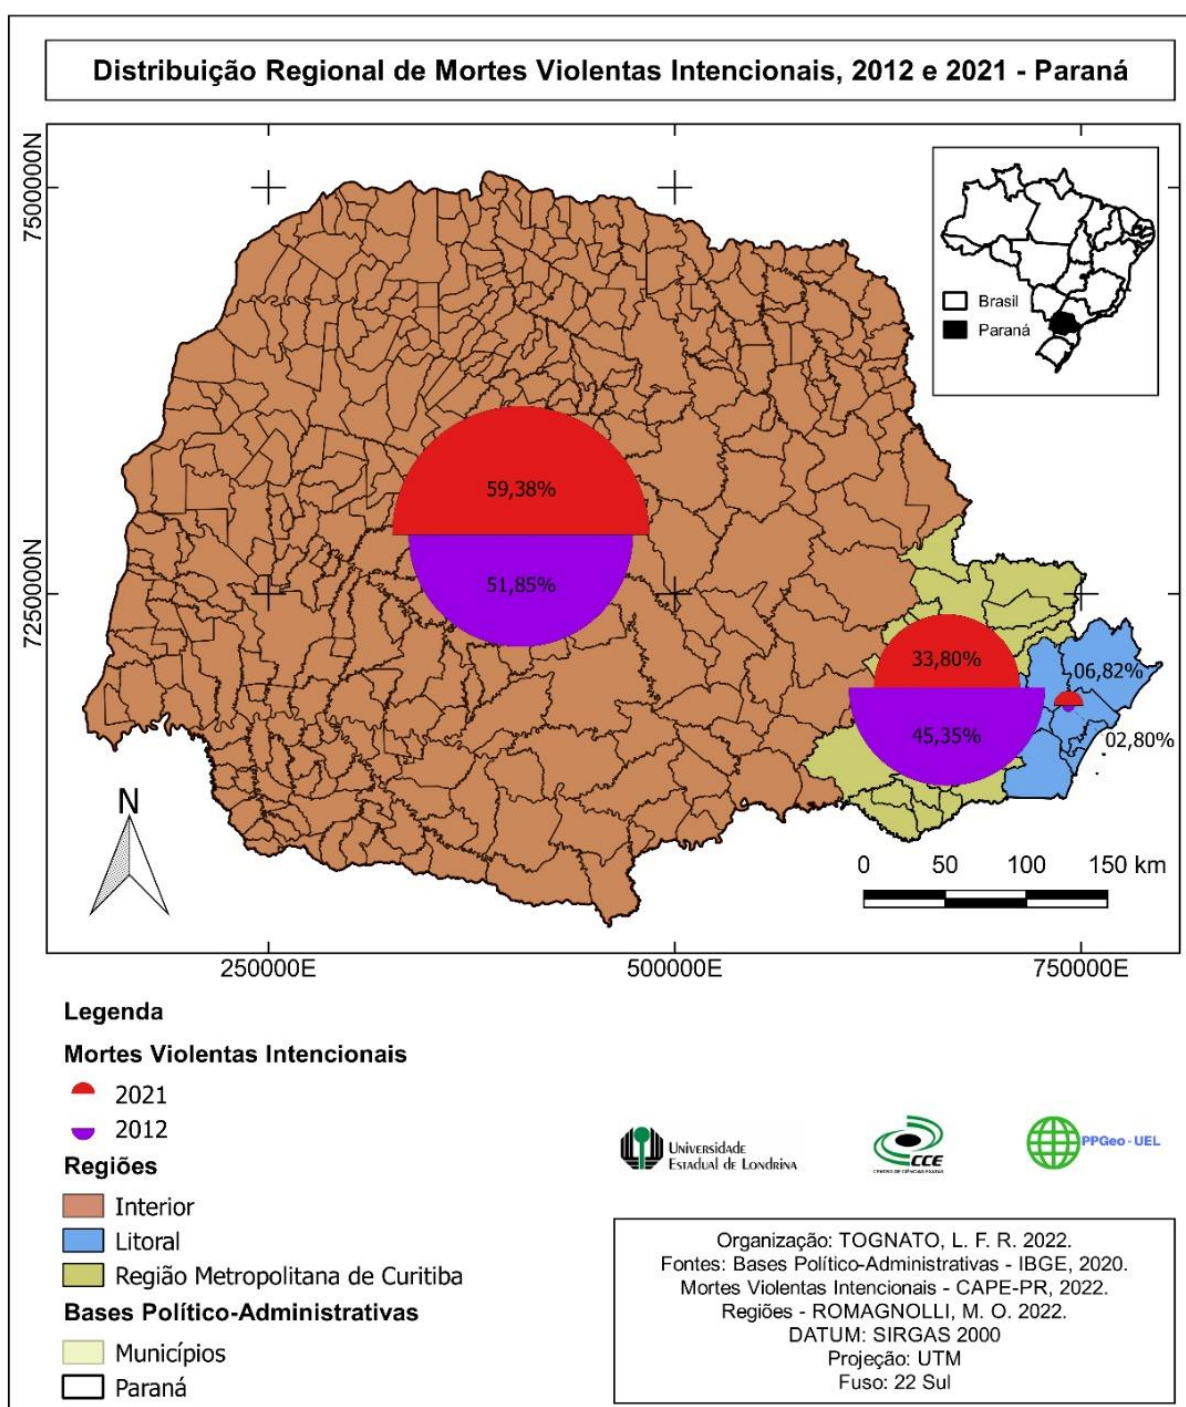 Distribuição Regional de Mortes Violentas Intencionais, 2012 e 2021 - Paraná
7500000N
7250000N
Brasil
Paraná
59,38%
51,85%
33,80%
45,35%
06,82%
02,80%
N
0 50 100 150 km
250000E 500000E 750000E
Legenda
Mortes Violentas Intencionais
2021
2012
Regiões
Interior
Litoral
Região Metropolitana de Curitiba
Bases Político-Administrativas
Municípios
Paraná
Universidade
Estadual de Londrina
CCE
CENTRO DE CIÊNCIAS EXATAS
PPGeo - UEL
Organização: TOGNATO, L. F. R. 2022.
Fontes: Bases Político-Administrativas - IBGE, 2020.
Mortes Violentas Intencionais - CAPE-PR, 2022.
Regiões - ROMAGNOLLI, M. O. 2022.
DATUM: SIRGAS 2000
Projeção: UTM
Fuso: 22 Sul